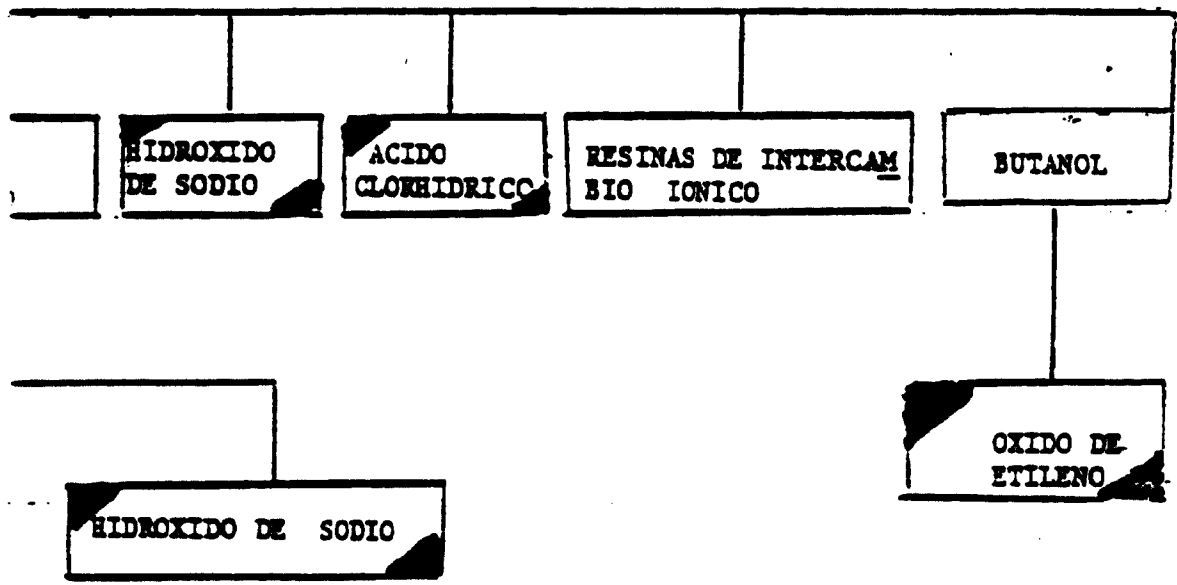 HIDROXIDO
DE SODIO
ACIDO
CLORHIDRICO
RESINAS DE INTERCAM
BIO IONICO
BUTANOL
OXIDO DE
ETILENO
HIDROXIDO DE SODIO